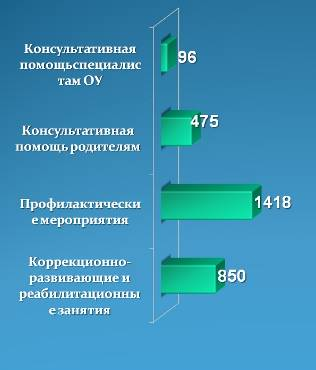 Консультативная
помощьспециалис
там ОУ
96
Консультативная
помощь родителям
475
Профилактически
е мероприятия
1418
Коррекционно-
развивающие и
реабилитационны
е занятия
850